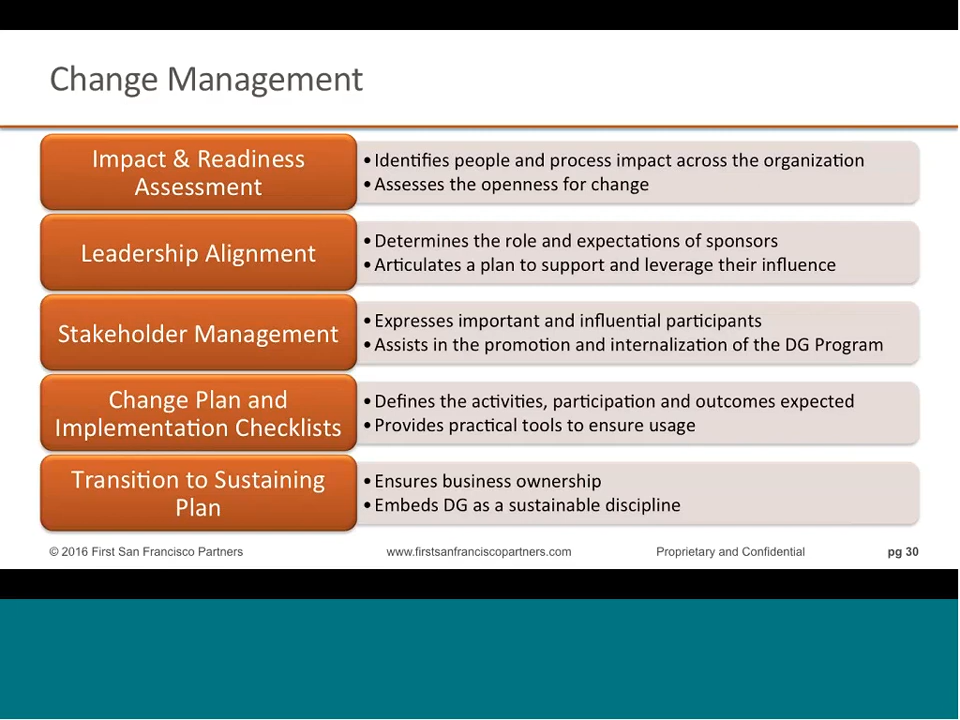 Change Management
Impact & Readiness
Assessment
• Identifies people and process impact across the organization
• Assesses the openness for change
Leadership Alignment
• Determines the role and expectations of sponsors
• Articulates a plan to support and leverage their influence
Stakeholder Management
• Expresses important and influential participants
• Assists in the promotion and internalization of the DG Program
Change Plan and
Implementation Checklists
• Defines the activities, participation and outcomes expected
• Provides practical tools to ensure usage
Transition to Sustaining
Plan
• Ensures business ownership
• Embeds DG as a sustainable discipline
© 2016 First San Francisco Partners www.firstsanfranciscopartners.com Proprietary and Confidential pg 30